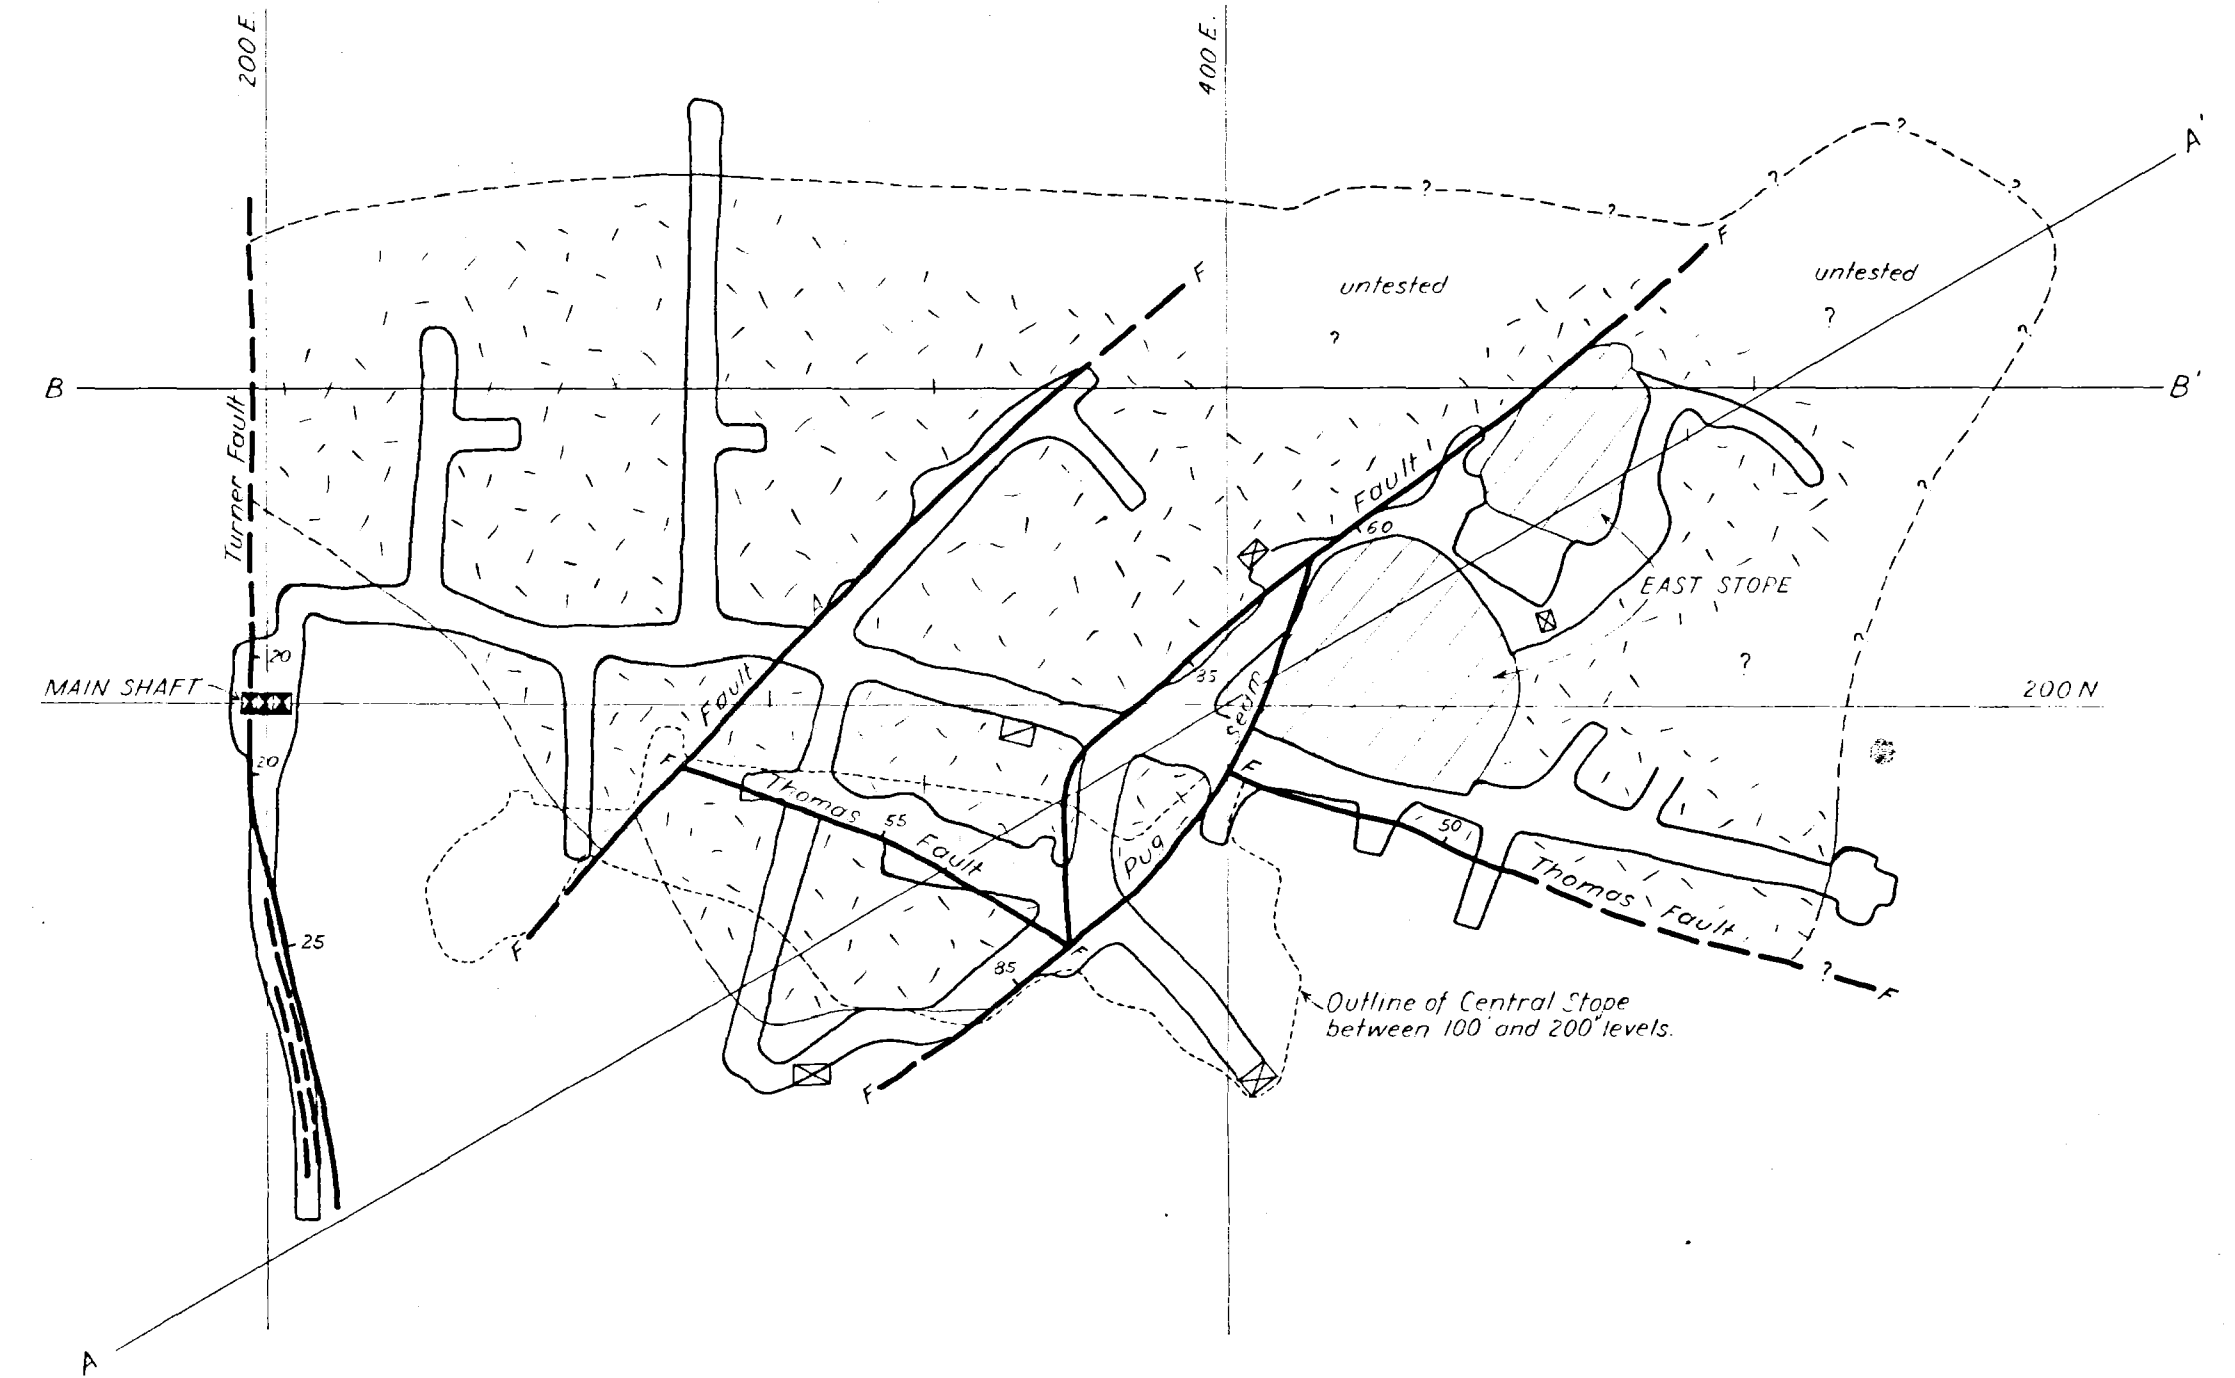 200 E.
400 E.
A'
?
?
?
?
?
F
F
untested
untested
?
?
?
B
B'
Turner Fault
Fault
60
A
EAST STOPE
20
?
?
?
35
MAIN SHAFT
200 N
Fault
seam
20
F
F
Thomas
55
Fault
Pug
50
Thomas Fault
F
25
F
85
?
F
Outline of Central Stope
between 100' and 200' levels.
F
A